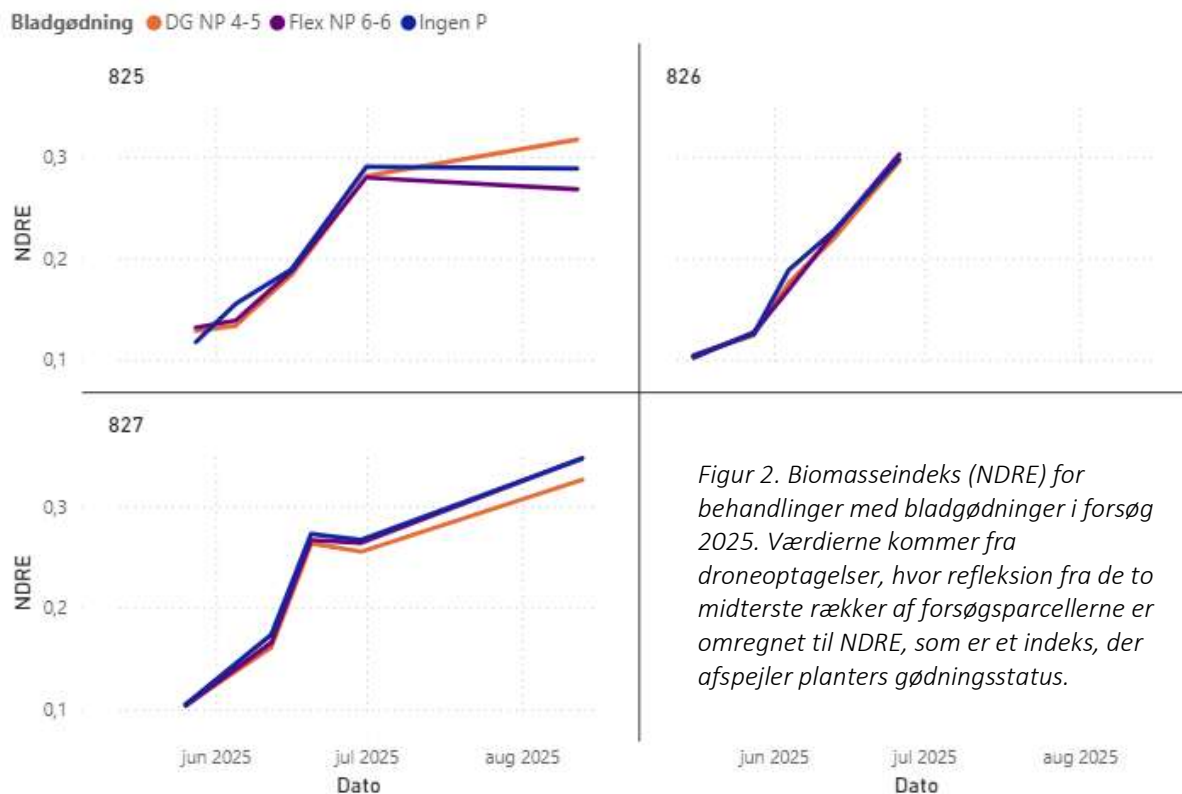 Bladgødning DG NP 4-5 Flex NP 6-6 Ingen P
825
826
0,3
0,2
0,1
NDRE
827
0,3
0,2
0,1
NDRE
Figur 2. Biomasseindeks (NDRE) for
behandlinger med bladgødninger i forsøg
2025. Værdierne kommer fra
droneoptagelser, hvor refleksion fra de to
midterste rækker af forsøgsparcellerne er
omregnet til NDRE, som er et indeks, der
afspejler planters gødningsstatus.
jun 2025 jul 2025 aug 2025
Dato
jun 2025 jul 2025 aug 2025
Dato